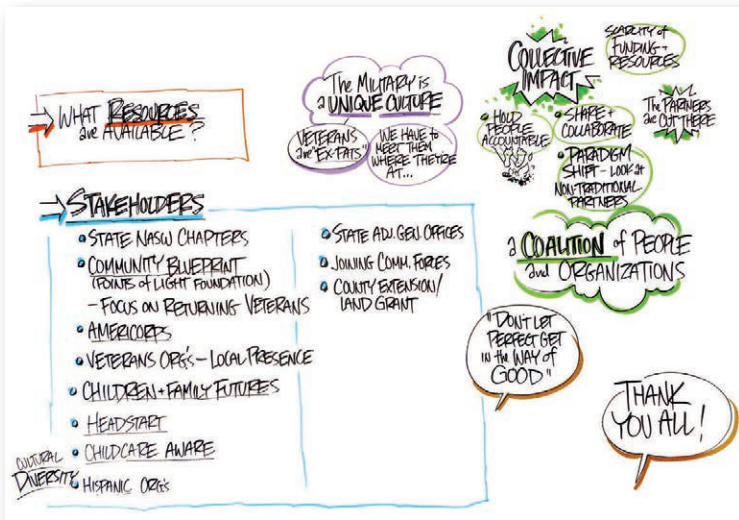 WHAT RESOURCES
are AVAILABLE?
The MILITARY is
a UNIQUE CULTURE
VETERANS
are "EX-PATS"
WE HAVE to
MEET THEM
WHERE THEY'RE
AT...
COLLECTIVE
IMPACT
SCARCITY of
FUNDING +
RESOURCES
• HOLD
PEOPLE
ACCOUNTABLE
• SHARE +
COLLABORATE
The PARTNERS
are OUT THERE
• PARADIGM
SHIFT - LOOK at
NON-TRADITIONAL
PARTNERS
a COALITION of PEOPLE
and ORGANIZATIONS
STAKEHOLDERS
• STATE NASW CHAPTERS
• COMMUNITY BLUEPRINT
(POINTS of LIGHT FOUNDATION)
- FOCUS ON RETURNING VETERANS
• AMERICORPS
• VETERANS ORG'S - LOCAL PRESENCE
• CHILDREN + FAMILY FUTURES
• HEADSTART
• CHILDCARE AWARE
CULTURAL
DIVERSITY
• HISPANIC ORG'S
• STATE ADJ. GEN OFFICES
• JOINING COMM. FORCES
• COUNTY EXTENSION/
LAND GRANT
"DON'T LET
PERFECT GET
IN the WAY of
GOOD"
THANK
YOU ALL!